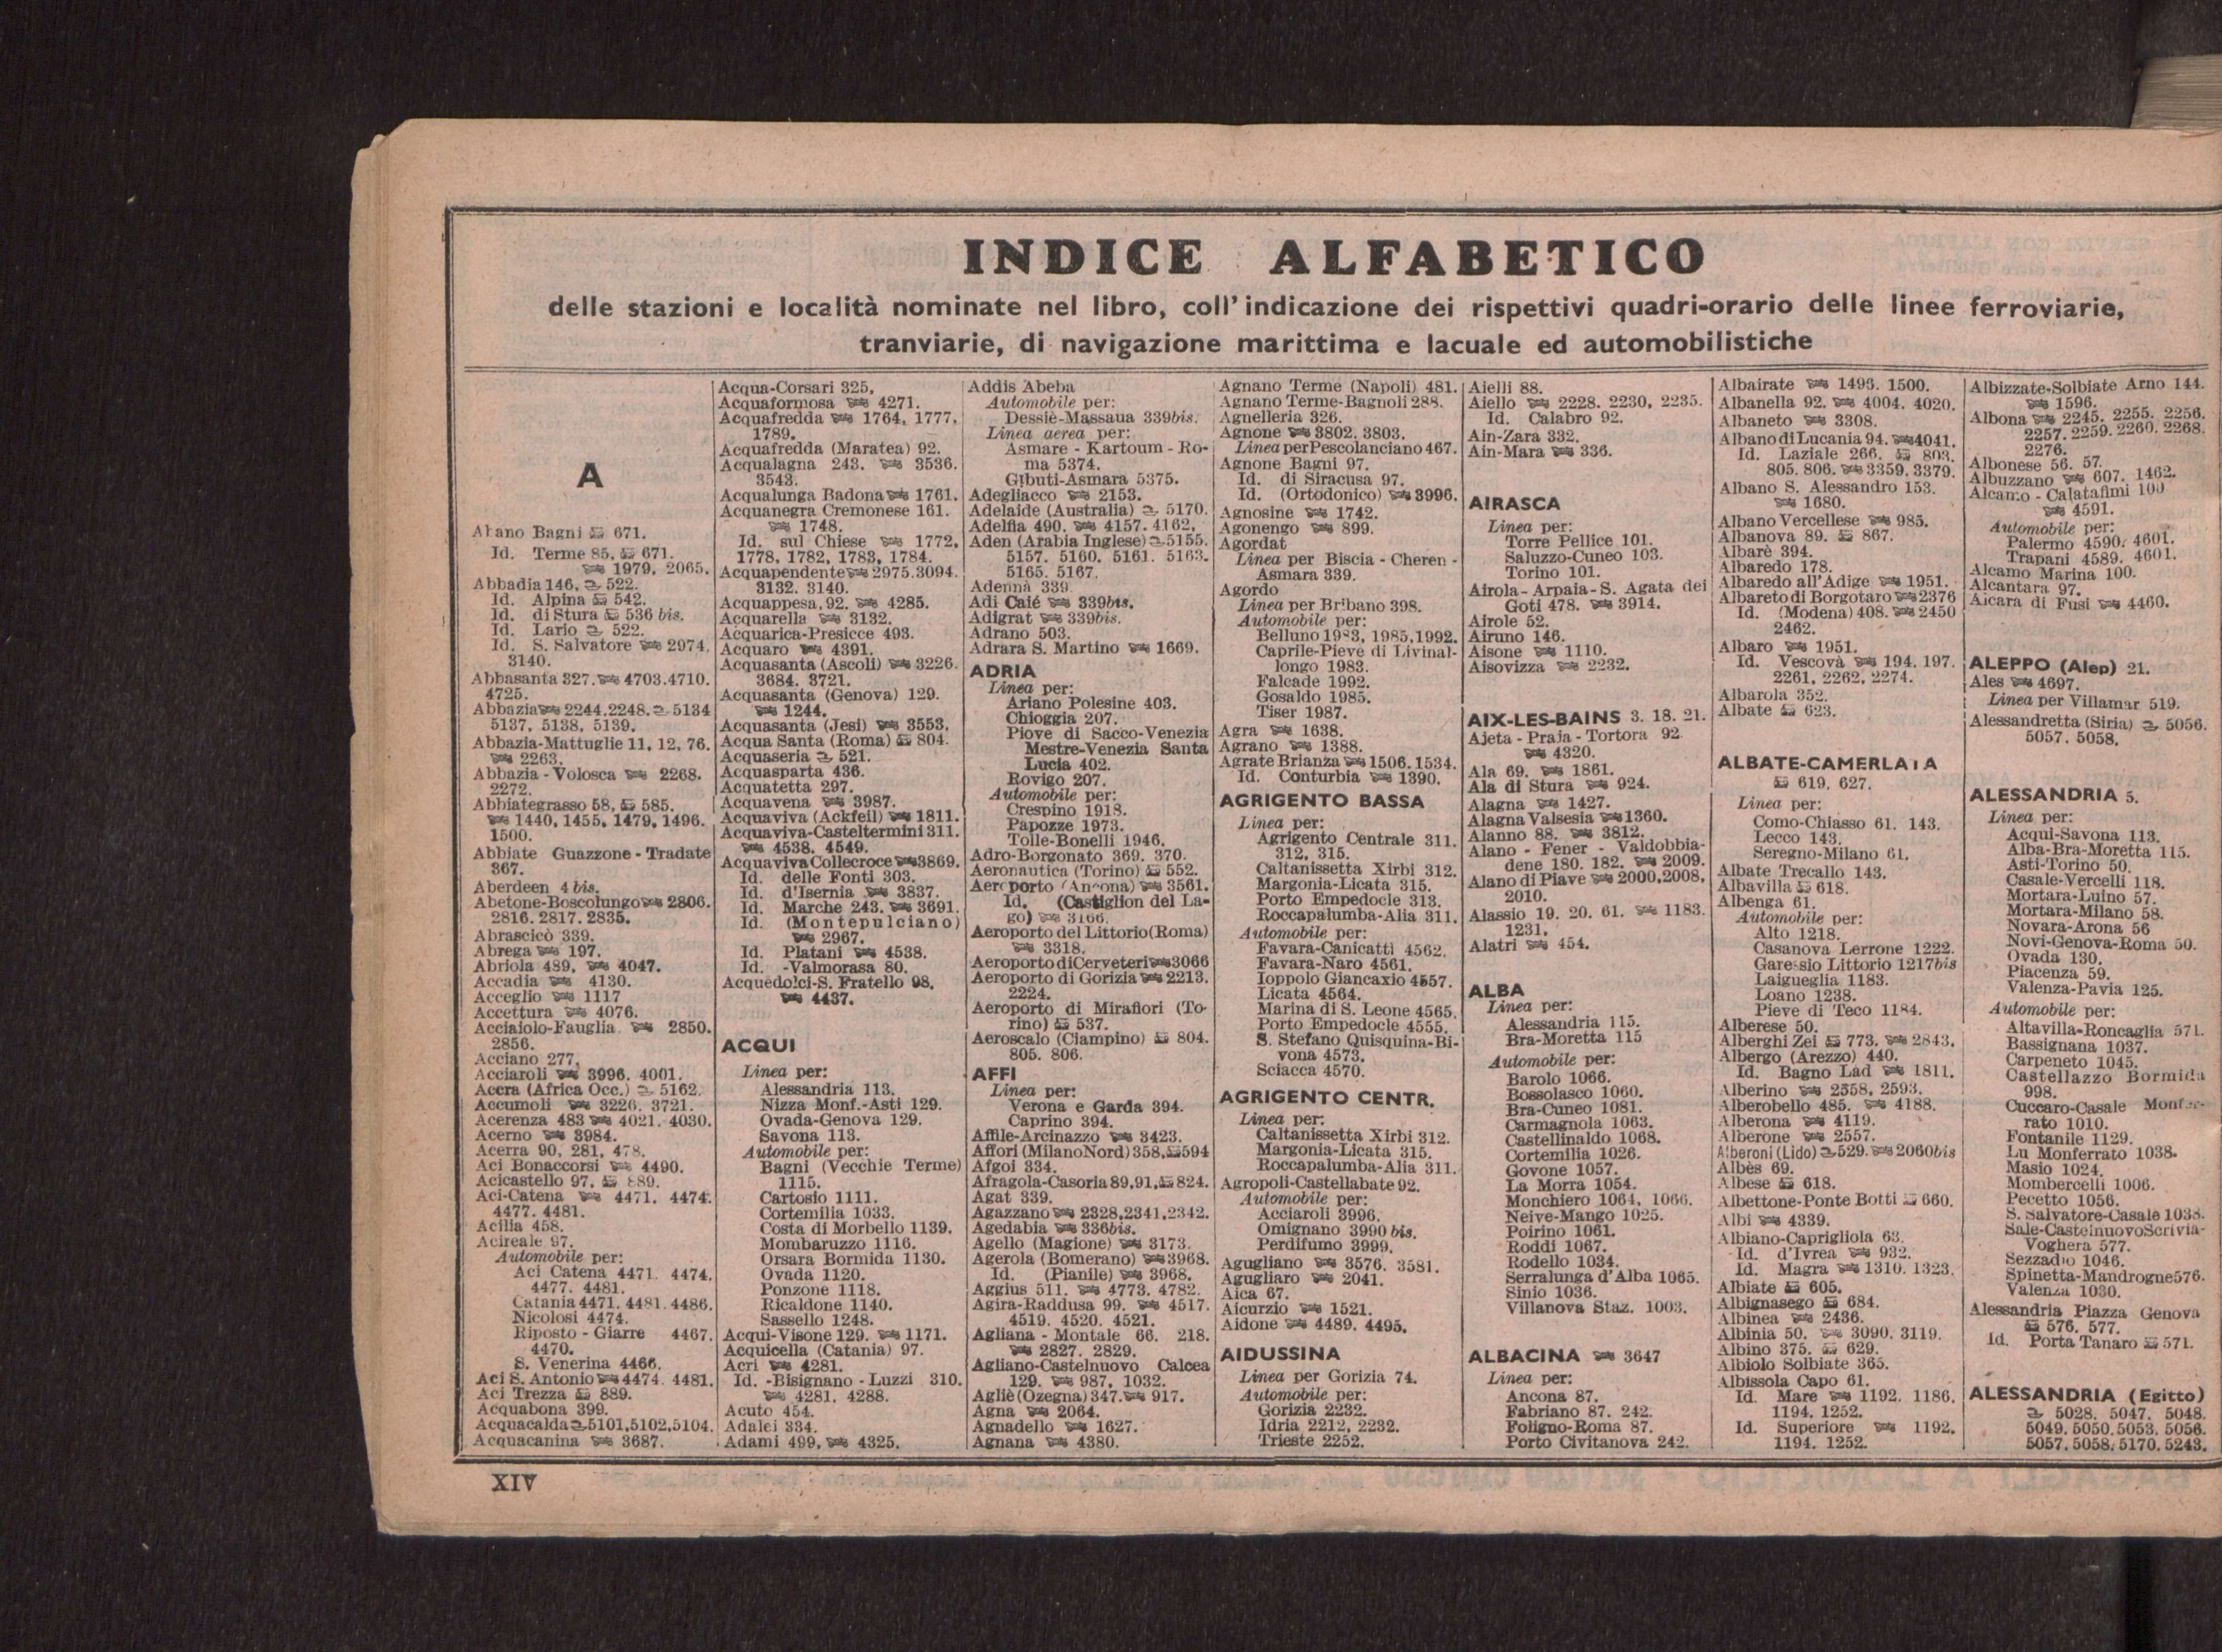 INDICE ALFABETICO
delle stazioni e località nominate nel libro, coll' indicazione dei rispettivi quadri-orario delle linee ferroviarie,
tranviarie, di navigazione marittima e lacuale ed automobilistiche
A
Abano Bagni 671.
Id. Terme 85, 671.
1979, 2065.
Abbadia 146, 522.
Id. Alpina 542.
Id. di Stura 536 bis.
Id. Lario 522.
Id. S. Salvatore 2974,
3140.
Abbasanta 327. 4703.4710.
4725.
Abbazia 2244.2248. 5134
5137, 5138, 5139.
Abbazia-Mattuglie 11, 12, 76.
2263.
Abbazia - Volosca 2268.
2272.
Abbiategrasso 58, 585.
1440, 1455, 1479, 1496.
1500.
Abbiate Guazzone - Tradate
367.
Aberdeen 4 bis.
Abetone-Boscolungo 2806.
2816. 2817. 2835.
Abrascicò 339.
Abrega 197.
Abriola 489, 4047.
Accadia 4130.
Acceglio 1117
Accettura 4076.
Acciaiolo-Fauglia 2850.
2856.
Acciano 277,
Acciaroli 3996, 4001.
Accra (Africa Occ.) 5162.
Accumoli 3226. 3721.
Acerenza 483 4021. 4030.
Acerno 3984.
Acerra 90, 281, 478.
Aci Bonaccorsi 4490.
Acicastello 97. 889.
Aci-Catena 4471. 4474.
4477. 4481.
Acilia 458.
Acireale 97.
Automobile per:
Aci Catena 4471. 4474.
4477. 4481.
Catania 4471. 4481. 4486.
Nicolosi 4474.
Riposto - Giarre 4467.
4470.
S. Venerina 4466.
Aci S. Antonio 4474. 4481.
Aci Trezza 889.
Acquabona 399.
Acquacalda 5101,5102,5104.
Acquacanina 3687.
Acqua-Corsari 325,
Acquaformosa 4271.
Acquafredda 1764, 1777,
1789.
Acquafredda (Maratea) 92.
Acqualagna 243. 3536.
3543.
Acqualunga Badona 1761.
Acquanegra Cremonese 161.
1748.
Id. sul Chiese 1772,
1778, 1782, 1783, 1784.
Acquapendente 2975.3094.
3132. 3140.
Acquappesa, 92. 4285.
Acquarella 3132.
Acquarica-Presicce 493.
Acquaro 4391.
Acquasanta (Ascoli) 3226.
3684. 3721.
Acquasanta (Genova) 129.
1244.
Acquasanta (Jesi) 3553.
Acqua Santa (Roma) 804.
Acquaseria 521.
Acquasparta 436.
Acquatetta 297.
Acquavena 3987.
Acquaviva (Ackfeil) 1811.
Acquaviva-Casteltermini 311.
4538. 4549.
Acquaviva Collecroce 3869.
Id. delle Fonti 303.
Id. d'Isernia 3837.
Id. Marche 243. 3691.
Id. (Montepulciano)
2967.
Id. Platani 4538.
Id. -Valmorasa 80.
Acquedolci-S. Fratello 98.
4437.
ACQUI
Linea per:
Alessandria 113.
Nizza Monf.-Asti 129.
Ovada-Genova 129.
Savona 113.
Automobile per:
Bagni (Vecchie Terme)
1115.
Cartosio 1111.
Cortemilia 1033.
Costa di Morbello 1139.
Mombaruzzo 1116.
Orsara Bormida 1130.
Ovada 1120.
Ponzone 1118.
Ricaldone 1140.
Sassello 1248.
Acqui-Visone 129. 1171.
Acquicella (Catania) 97.
Acri 4281.
Id. -Bisignano - Luzzi 310.
4281. 4288.
Acuto 454.
Adalei 334.
Adami 499, 4325.
Addis Abeba
Automobile per:
Dessiè-Massaua 339bis.
Linea aerea per:
Asmare - Kartoum - Ro-
ma 5374.
Gibuti-Asmara 5375.
Adegliacco 2153.
Adelaide (Australia) 5170.
Adelfia 490. 4157. 4162,
Aden (Arabia Inglese) 5155.
5157. 5160. 5161. 5163.
5165. 5167.
Adennà 339
Adi Caié 339bis.
Adigrat 339bis.
Adrano 503.
Adrara S. Martino 1669.
ADRIA
Linea per:
Ariano Polesine 403.
Chioggia 207.
Piove di Sacco-Venezia
Mestre-Venezia Santa
Lucia 402.
Rovigo 207.
Automobile per:
Crespino 1918.
Papozze 1973.
Tolle-Bonelli 1946.
Adro-Borgonato 369. 370.
Aeronautica (Torino) 552.
Aeroporto (Ancona) 3561.
Id. (Castiglion del La-
go) 3166.
Aeroporto del Littorio (Roma)
3318.
Aeroporto di Cerveteri 3066
Aeroporto di Gorizia 2213.
2224.
Aeroporto di Mirafiori (To-
rino) 537.
Aeroscalo (Ciampino) 804.
805. 806.
AFFI
Linea per:
Verona e Garda 394.
Caprino 394.
Affile-Arcinazzo 3423.
Affori (Milano Nord) 358, 594
Afgoi 334.
Afragola-Casoria 89,91, 824.
Agat 339.
Agazzano 2328,2341,2342.
Agedabia 336bis.
Agello (Magione) 3173.
Agerola (Bomerano) 3968.
Id. (Pianile) 3968.
Aggius 511. 4773. 4782.
Agira-Raddusa 99. 4517.
4519. 4520. 4521.
Agliana - Montale 66. 218.
2827. 2829.
Agliano-Castelnuovo Calcea
129. 987, 1032.
Agliè (Ozegna) 347. 917.
Agna 2064.
Agnadello 1627.
Agnana 4380.
Agnano Terme (Napoli) 481.
Agnano Terme-Bagnoli 288.
Agnelleria 326.
Agnone 3802. 3803.
Linea per Pescolanciano 467.
Agnone Bagni 97.
Id. di Siracusa 97.
Id. (Ortodonico) 3996.
Agnosine 1742.
Agonengo 899.
Agordat
Linea per Biscia - Cheren -
Asmara 339.
Agordo
Linea per Bribano 398.
Automobile per:
Belluno 1983, 1985,1992.
Caprile-Pieve di Livinal-
longo 1983.
Falcade 1992.
Gosaldo 1985.
Tiser 1987.
Agra 1638.
Agrano 1388.
Agrate Brianza 1506. 1534.
Id. Conturbia 1390.
AGRIGENTO BASSA
Linea per:
Agrigento Centrale 311.
312, 315.
Caltanissetta Xirbi 312.
Margonia-Licata 315.
Porto Empedocle 313.
Roccapalumba-Alia 311.
Automobile per:
Favara-Canicattì 4562.
Favara-Naro 4561.
Ioppolo Giancaxio 4557.
Licata 4564.
Marina di S. Leone 4565.
Porto Empedocle 4555.
S. Stefano Quisquina-Bi-
vona 4573.
Sciacca 4570.
AGRIGENTO CENTR.
Linea per:
Caltanissetta Xirbi 312.
Margonia-Licata 315.
Roccapalumba-Alia 311.
Agropoli-Castellabate 92.
Automobile per:
Acciaroli 3996.
Omignano 3990 bis.
Perdifumo 3999.
Agugliano 3576. 3581.
Agugliaro 2041.
Aica 67.
Aicurzio 1521.
Aidone 4489. 4495.
AIDUSSINA
Linea per Gorizia 74.
Automobile per:
Gorizia 2232.
Idria 2212, 2232.
Trieste 2252.
Aielli 88.
Aiello 2228. 2230, 2235.
Id. Calabro 92.
Ain-Zara 332.
Ain-Mara 336.
AIRASCA
Linea per:
Torre Pellice 101.
Saluzzo-Cuneo 103.
Torino 101.
Airola - Arpaia - S. Agata dei
Goti 478. 3914.
Airole 52.
Airuno 146.
Aisone 1110.
Aisovizza 2232.
AIX-LES-BAINS 3. 18. 21.
Ajeta - Praja - Tortora 92
4320.
Ala 69. 1861.
Ala di Stura 924.
Alagna 1427.
Alagna Valsesia 1360.
Alanno 88. 3812.
Alano - Fener - Valdobbia-
dene 180. 182. 2009.
Alano di Piave 2000,2008,
2010.
Alassio 19. 20. 61. 1183.
1231.
Alatri 454.
ALBA
Linea per:
Alessandria 115.
Bra-Moretta 115
Automobile per:
Barolo 1066.
Bossolasco 1060.
Bra-Cuneo 1081.
Carmagnola 1063.
Castellinaldo 1068.
Cortemilia 1026.
Govone 1057.
La Morra 1054.
Monchiero 1064, 1066.
Neive-Mango 1025.
Poirino 1061.
Roddi 1067.
Rodello 1034.
Serralunga d'Alba 1065.
Sinio 1036.
Villanova Staz. 1003.
ALBACINA 3647
Linea per:
Ancona 87.
Fabriano 87. 242.
Foligno-Roma 87.
Porto Civitanova 242.
Albairate 1496. 1500.
Albanella 92. 4004. 4020.
Albaneto 3308.
Albano di Lucania 94. 4041.
Id. Laziale 266. 803.
805. 806. 3359. 3379.
Albano S. Alessandro 153.
1680.
Albano Vercellese 985.
Albanova 89. 867.
Albarè 394.
Albaredo 178.
Albaredo all'Adige 1951.
Albareto di Borgotaro 2376
Id. (Modena) 408. 2450
2462.
Albaro 1951.
Id. Vescovà 194. 197.
2261, 2262, 2274.
Albarola 352.
Albate 623.
ALBATE-CAMERLATA
619. 627.
Linea per:
Como-Chiasso 61. 143.
Lecco 143.
Seregno-Milano 61.
Albate Trecallo 143.
Albavilla 618.
Albenga 61.
Automobile per:
Alto 1218.
Casanova Lerrone 1222.
Garessio Littorio 1217bis
Laigueglia 1183.
Loano 1238.
Pieve di Teco 1184.
Alberese 50.
Alberghi Zei 773. 2843.
Albergo (Arezzo) 440.
Id. Bagno Lad 1811.
Alberino 2558, 2593.
Alberobello 485. 4188.
Alberona 4119.
Alberone 2557.
Alberoni (Lido) 529. 2060bis
Albès 69.
Albese 618.
Albettone-Ponte Botti 660.
Albi 4339.
Albiano-Caprigliola 63.
Id. d'Ivrea 932.
Id. Magra 1310. 1323.
Albiate 605.
Albignasego 684.
Albinea 2436.
Albinia 50. 3090. 3119.
Albino 375. 629.
Albiolo Solbiate 365.
Albissola Capo 61.
Id. Mare 1192. 1186.
1194. 1252.
Id. Superiore 1192.
1194. 1252.
Albizzate-Solbiate Arno 144.
1596.
Albona 2245. 2255. 2256.
2257. 2259. 2260. 2268.
2276.
Albonese 56. 57.
Albuzzano 607. 1462.
Alcamo - Calatafimi 100
4591.
Automobile per:
Palermo 4590. 4601.
Trapani 4589. 4601.
Alcamo Marina 100.
Alcantara 97.
Alcara di Fusi 4460.
ALEPPO (Alep) 21.
Ales 4697.
Linea per Villamar 519.
Alessandretta (Siria) 5056.
5057. 5058.
ALESSANDRIA 5.
Linea per:
Acqui-Savona 113.
Alba-Bra-Moretta 115.
Asti-Torino 50.
Casale-Vercelli 118.
Mortara-Luino 57.
Mortara-Milano 58.
Novara-Arona 56
Novi-Genova-Roma 50.
Ovada 130.
Piacenza 59.
Valenza-Pavia 125.
Automobile per:
Altavilla-Roncaglia 571.
Bassignana 1037.
Carpeneto 1045.
Castellazzo Bormida
998.
Cuccaro-Casale Monfer-
rato 1010.
Fontanile 1129.
Lu Monferrato 1038.
Masio 1024.
Mombercelli 1006.
Pecetto 1056.
S. Salvatore-Casale 1038.
Sale-Castelnuovo Scrivia-
Voghera 577.
Sezzadio 1046.
Spinetta-Mandrogne 576.
Valenza 1030.
Alessandria Piazza Genova
576. 577.
Id. Porta Tanaro 571.
ALESSANDRIA (Egitto)
5028. 5047. 5048.
5049. 5050. 5053. 5056.
5057. 5058. 5170. 5243.
XIV